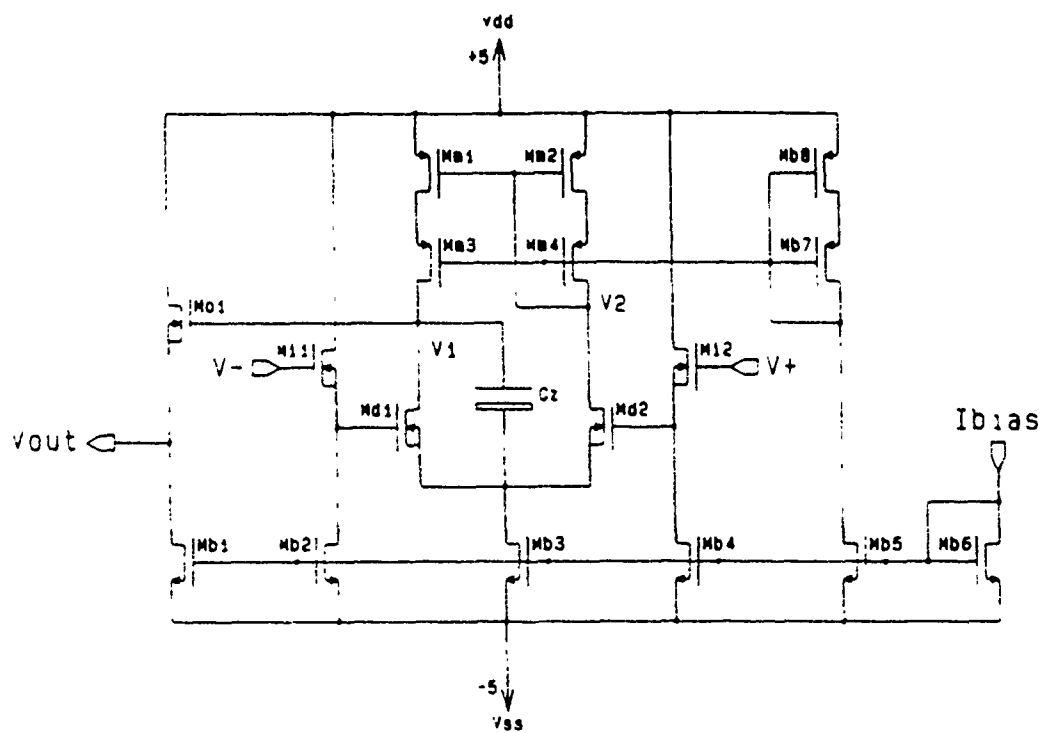 Vdd
+5
Mm1
Mm2
Mb8
Mm3
Mm4
Mb7
Mo1
V2
V1
Mi1
Mi2
V-
V+
Cz
Md1
Md2
Vout
Ibias
Mb1
Mb2
Mb3
Mb4
Mb5
Mb6
-5
Vss